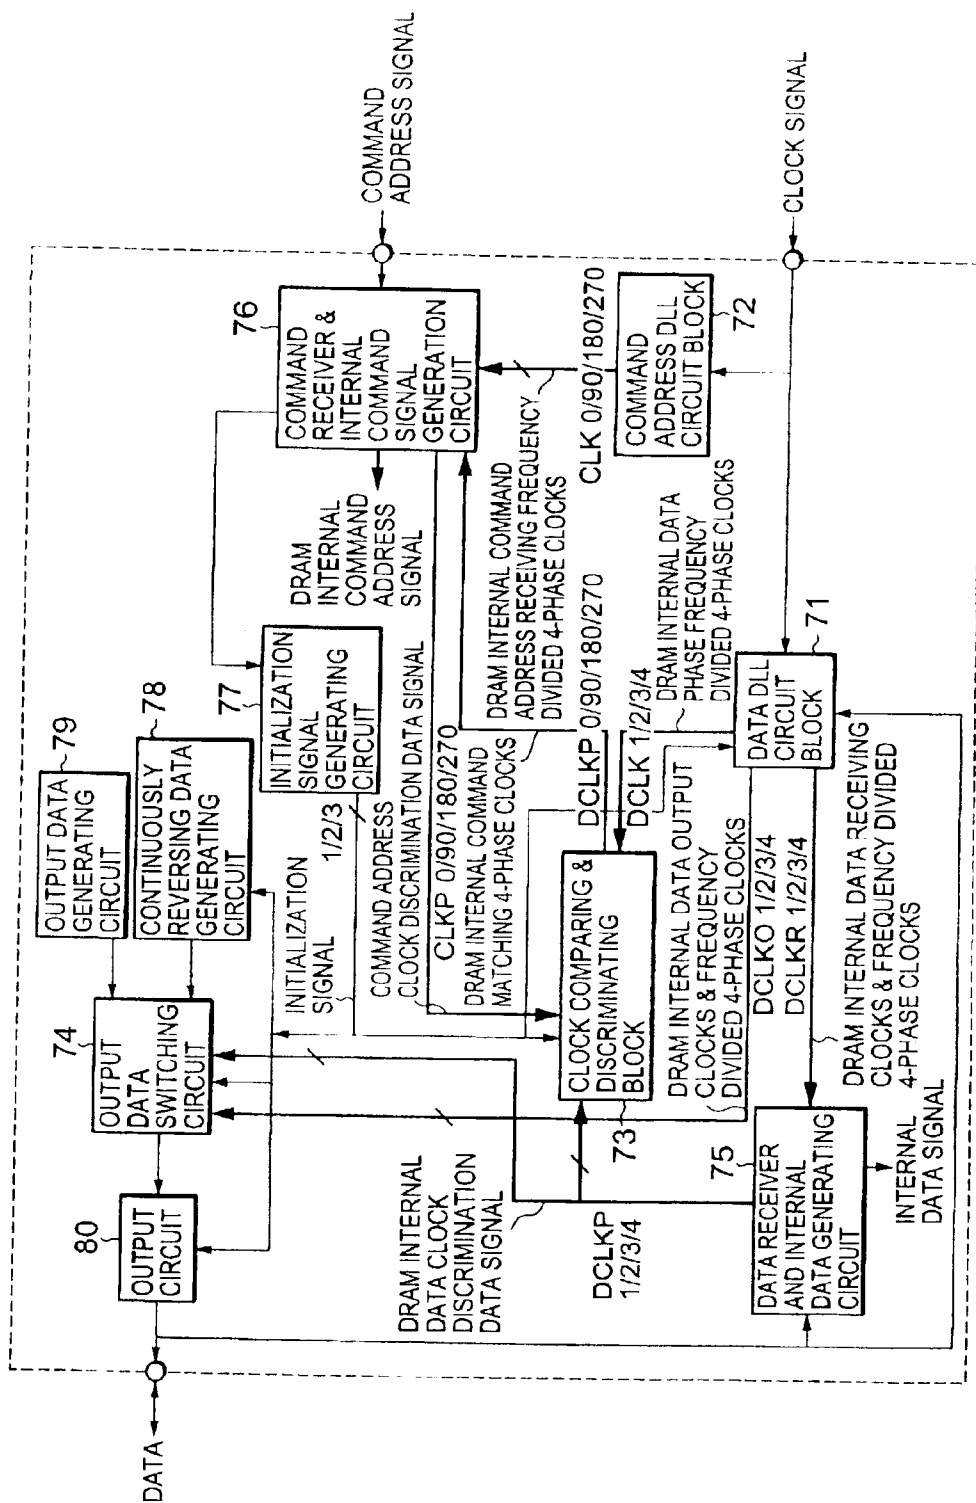 DATA
80
OUTPUT
CIRCUIT
74
OUTPUT
DATA
SWITCHING
CIRCUIT
79
OUTPUT DATA
GENERATING
CIRCUIT
78
CONTINUOUSLY
REVERSING DATA
GENERATING
CIRCUIT
77
INITIALIZATION
SIGNAL
GENERATING
CIRCUIT
76
COMMAND
RECEIVER &
INTERNAL
COMMAND
SIGNAL
GENERATION
CIRCUIT
COMMAND
ADDRESS SIGNAL
DRAM
INTERNAL
COMMAND
ADDRESS
SIGNAL
INITIALIZATION
SIGNAL
1/2/3
COMMAND ADDRESS
CLOCK DISCRIMINATION DATA SIGNAL
CLKP 0/90/180/270
DRAM INTERNAL COMMAND
MATCHING 4-PHASE CLOCKS
DRAM INTERNAL COMMAND
ADDRESS RECEIVING FREQUENCY
DIVIDED 4-PHASE CLOCKS
CLK 0/90/180/270
DCLKP 0/90/180/270
DCLK 1/2/3/4
DRAM INTERNAL DATA
PHASE FREQUENCY
DIVIDED 4-PHASE CLOCKS
COMMAND
ADDRESS DLL
CIRCUIT BLOCK
72
CLOCK SIGNAL
DRAM INTERNAL
DATA CLOCK
DISCRIMINATION
DATA SIGNAL
DCLKP
1/2/3/4
CLOCK COMPARING &
DISCRIMINATING
BLOCK
73
DRAM INTERNAL DATA OUTPUT
CLOCKS & FREQUENCY
DIVIDED 4-PHASE CLOCKS
DCLKO 1/2/3/4
DCLKR 1/2/3/4
71
DATA DLL
CIRCUIT
BLOCK
75
DATA RECEIVER
AND INTERNAL
DATA GENERATING
CIRCUIT
INTERNAL
DATA SIGNAL
DRAM INTERNAL DATA RECEIVING
CLOCKS & FREQUENCY DIVIDED
4-PHASE CLOCKS